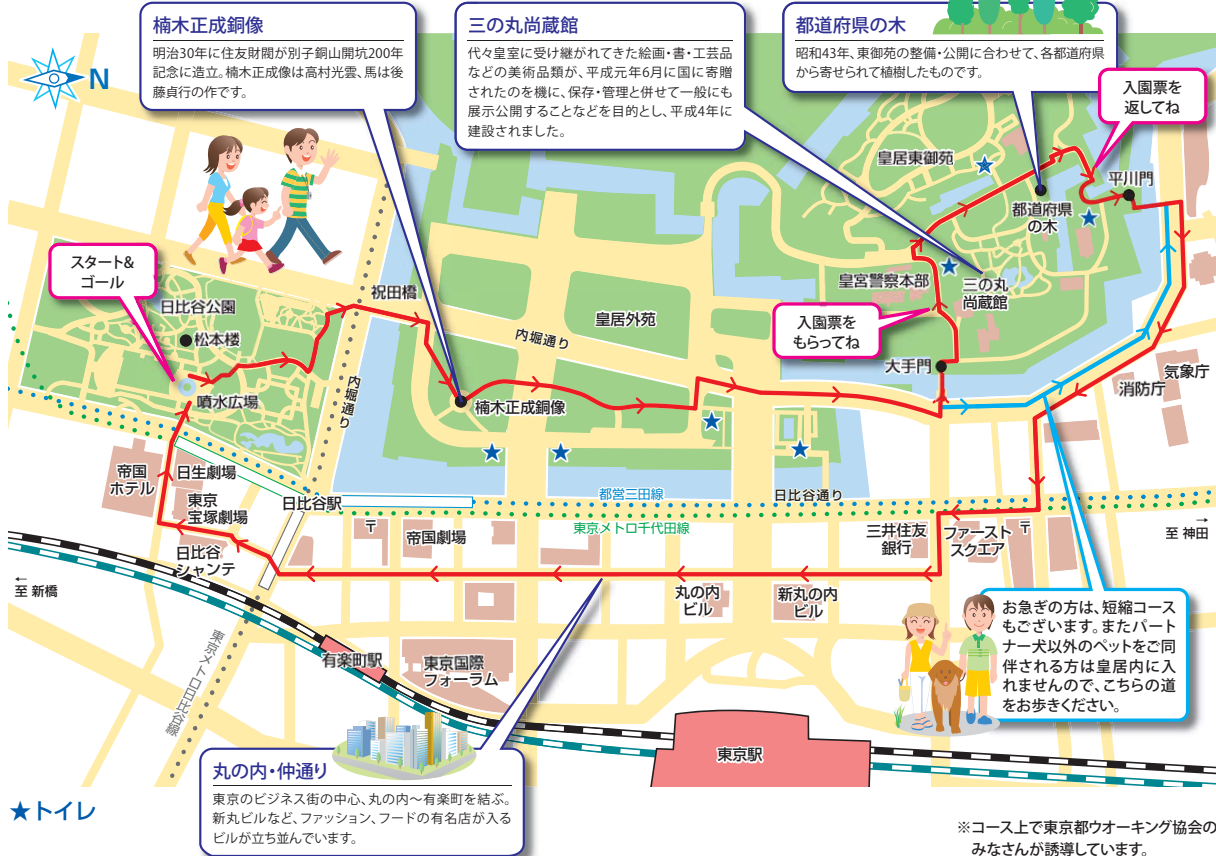 楠木正成銅像
明治30年に住友財閥が別子銅山開坑200年
記念に造立。楠木正成像は高村光雲、馬は後
藤貞行の作です。
三の丸尚蔵館
代々皇室に受け継がれてきた絵画・書・工芸品
などの美術品類が、平成元年6月に国に寄贈
されたのを機に、保存・管理と併せて一般にも
展示公開することなどを目的とし、平成4年に
建設されました。
都道府県の木
昭和43年、東御苑の整備・公開に合わせて、各都道府県
から寄せられて植樹したものです。
入園票を
返してね
N
皇居東御苑
平川門
都道府県
の木
スタート&
ゴール
祝田橋
皇宮警察本部
三の丸
尚蔵館
日比谷公園
松本楼
皇居外苑
内堀通り
入園票を
もらってね
大手門
気象庁
消防庁
内堀通り
噴水広場
楠木正成銅像
帝国
ホテル
日生劇場
東京
宝塚劇場
日比谷駅
都営三田線
日比谷通り
〒
帝国劇場
東京メトロ千代田線
三井住友
銀行
ファースト
スクエア
〒
→
至 神田
日比谷
シャンテ
←
至 新橋
丸の内
ビル
新丸の内
ビル
お急ぎの方は、短縮コース
もございます。またパート
ナー犬以外のペットをご同
伴される方は皇居内に入
れませんので、こちらの道
をお歩きください。
東京メトロ日比谷線
有楽町駅
東京国際
フォーラム
東京駅
丸の内・仲通り
東京のビジネス街の中心、丸の内〜有楽町を結ぶ。
新丸ビルなど、ファッション、フードの有名店が入る
ビルが立ち並んでいます。
★トイレ
※コース上で東京都ウオーキング協会の
みなさんが誘導しています。